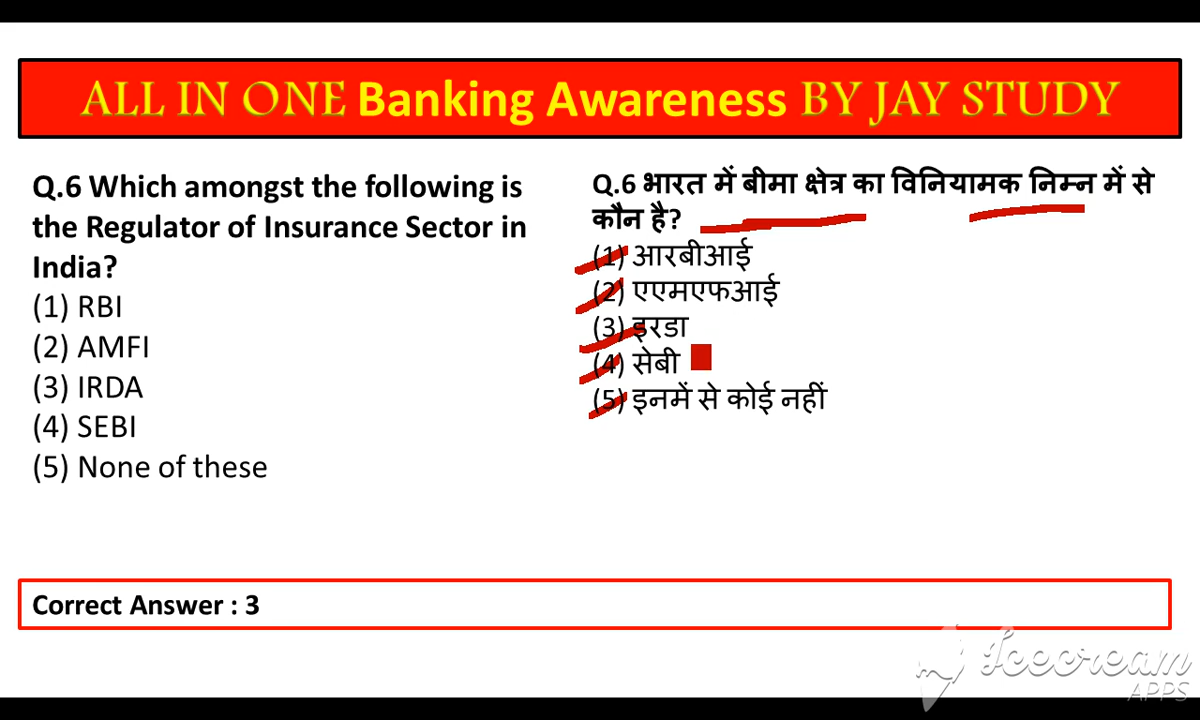 ALL IN ONE Banking Awareness BY JAY STUDY
Q.6 Which amongst the following is
the Regulator of Insurance Sector in
India?
(1) RBI
(2) AMFI
(3) IRDA
(4) SEBI
(5) None of these
Q.6 भारत में बीमा क्षेत्र का विनियामक निम्न में से
कौन है?
(1) आरबीआई
(2) एएमएफआई
(3) इरडा
(4) सेबी
(5) इनमें से कोई नहीं
Correct Answer : 3
Icecream
APPS